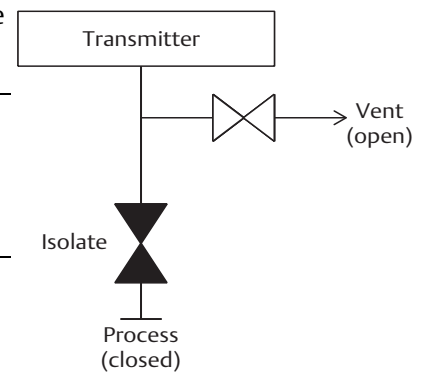 e
Transmitter
Vent
(open)
Isolate
Process
(closed)